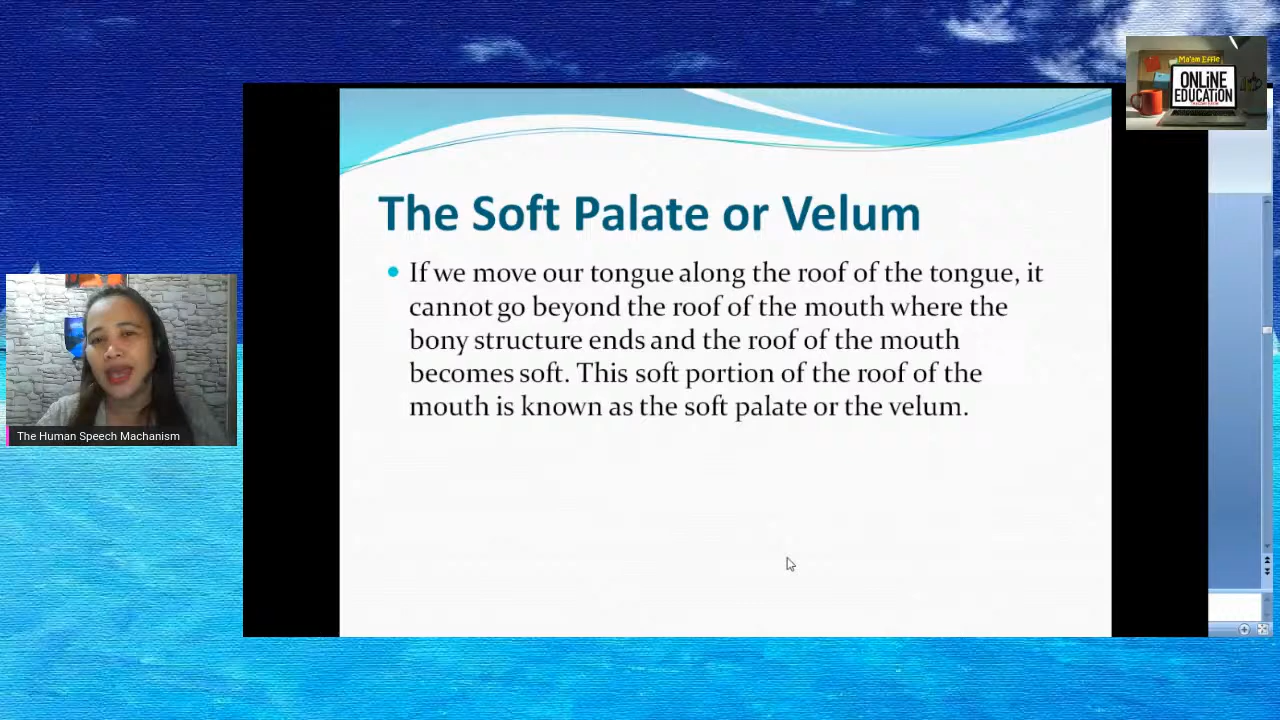 Ma'am Effie
ONLINE
EDUCATION
The Soft Palate or Velum
If we move our tongue along the roof of the tongue, it
cannot go beyond the roof of the mouth where the
bony structure ends and the roof of the mouth
becomes soft. This soft portion of the roof of the
mouth is known as the soft palate or the velum.
The Human Speech Machanism